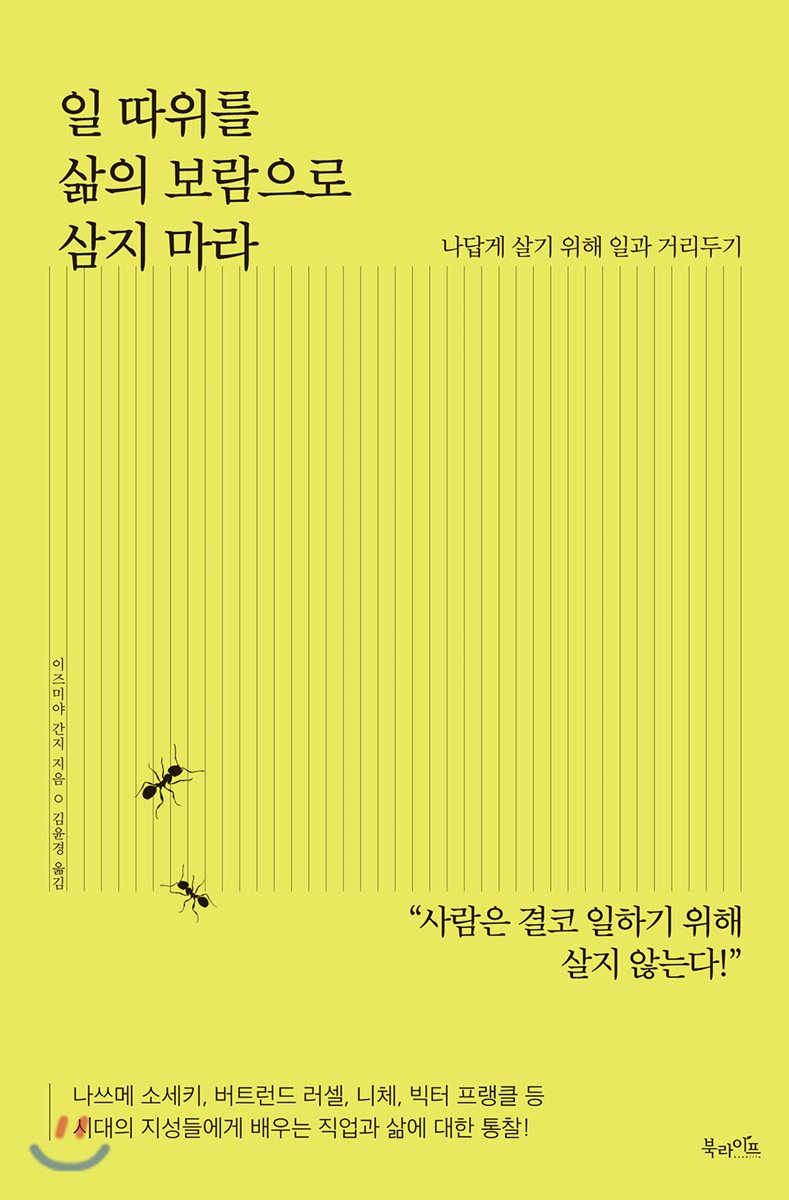 일 따위를
삶의 보람으로
삼지 마라
나답게 살기 위해 일과 거리두기
이즈미야 간지 지음 ○ 김윤경 옮김
“사람은 결코 일하기 위해
살지 않는다!”
나쓰메 소세키, 버트런드 러셀, 니체, 빅터 프랭클 등
시대의 지성들에게 배우는 직업과 삶에 대한 통찰!
북라이프
booklife